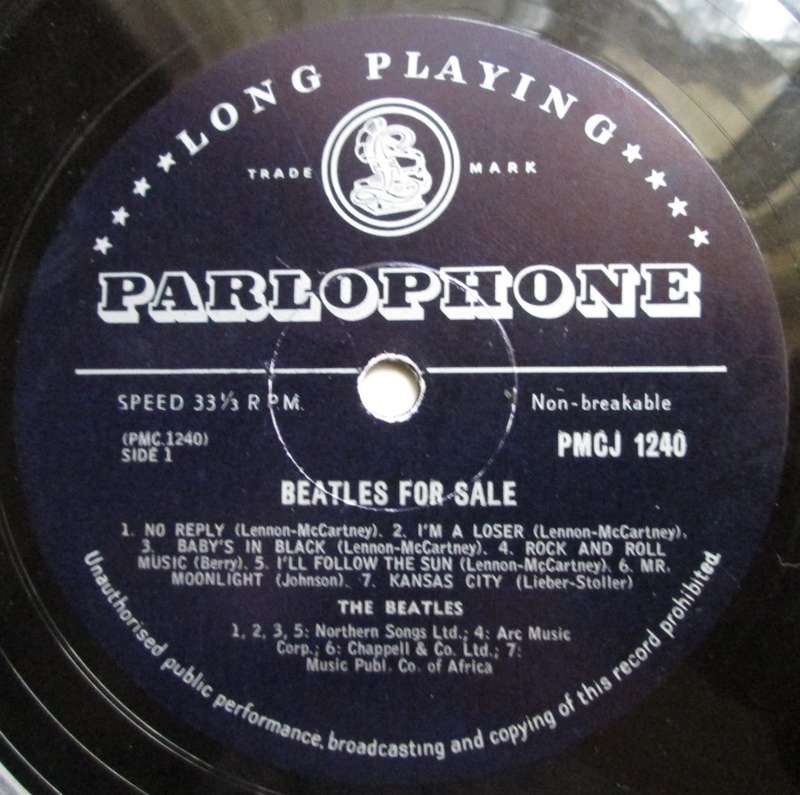 LONG PLAYING
TRADE MARK
PARLOPHONE
SPEED 33⅓ R.P.M. Non-breakable
(PMC.1240) PMCJ 1240
SIDE 1
BEATLES FOR SALE
1. NO REPLY (Lennon-McCartney). 2. I'M A LOSER (Lennon-McCartney).
3. BABY'S IN BLACK (Lennon-McCartney). 4. ROCK AND ROLL
MUSIC (Berry). 5. I'LL FOLLOW THE SUN (Lennon-McCartney). 6. MR.
MOONLIGHT (Johnson). 7. KANSAS CITY (Lieber-Stoller)
THE BEATLES
1, 2, 3, 5: Northern Songs Ltd.; 4: Arc Music
Corp.; 6: Chappell & Co. Ltd.; 7:
Music Publ. Co. of Africa
Unauthorised public performance, broadcasting and copying of this record prohibited.